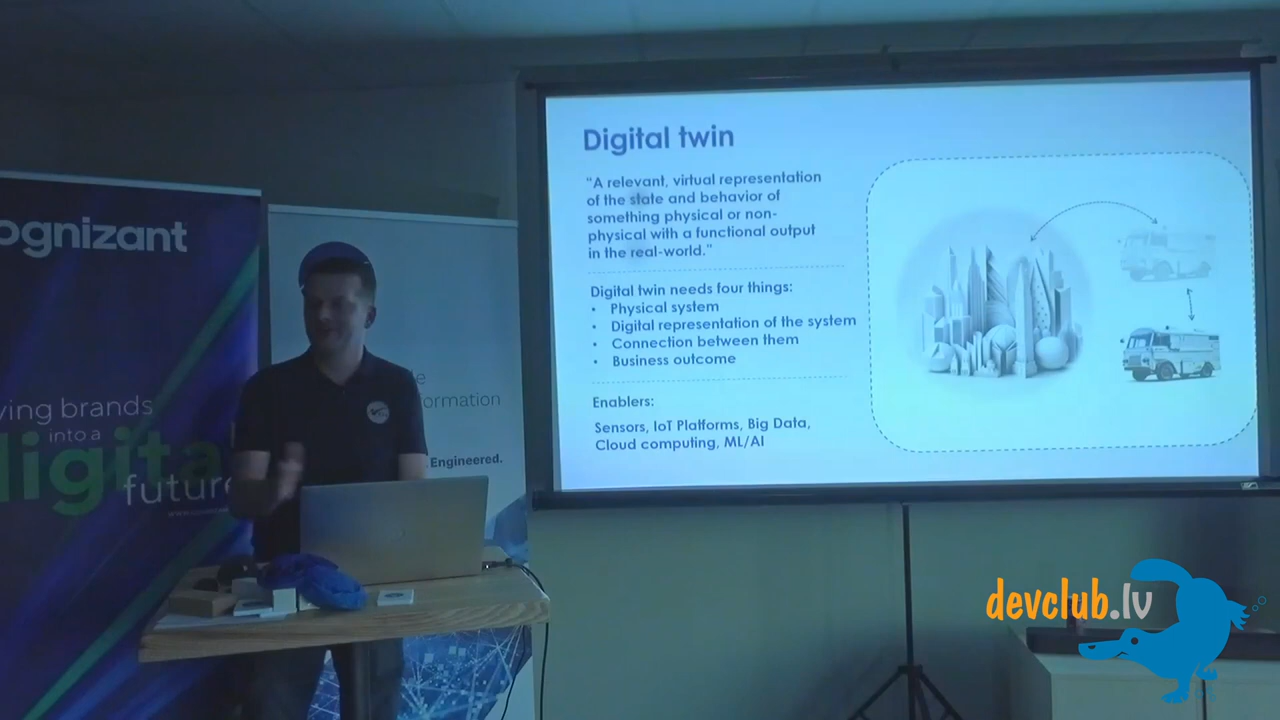 ognizant
ving brands
into a
digita
future
formation
Engineered.
Digital twin
“A relevant, virtual representation
of the state and behavior of
something physical or non-
physical with a functional output
in the real-world.”
Digital twin needs four things:
• Physical system
• Digital representation of the system
• Connection between them
• Business outcome
Enablers:
Sensors, IoT Platforms, Big Data,
Cloud computing, ML/AI
devclub.lv